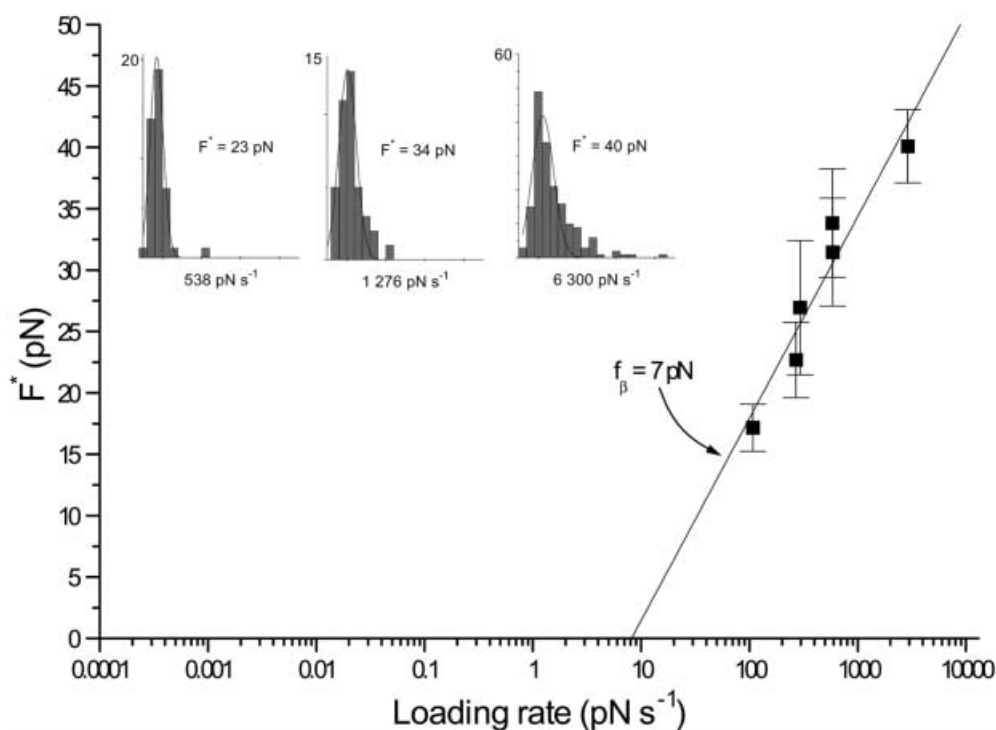 50
45
40
35
30
25
20
15
10
5
0
F* (pN)
20
F* = 23 pN
538 pN s⁻¹
15
F* = 34 pN
1 276 pN s⁻¹
60
F* = 40 pN
6 300 pN s⁻¹
fβ = 7 pN
0.0001 0.001 0.01 0.1 1 10 100 1000 10000
Loading rate (pN s⁻¹)